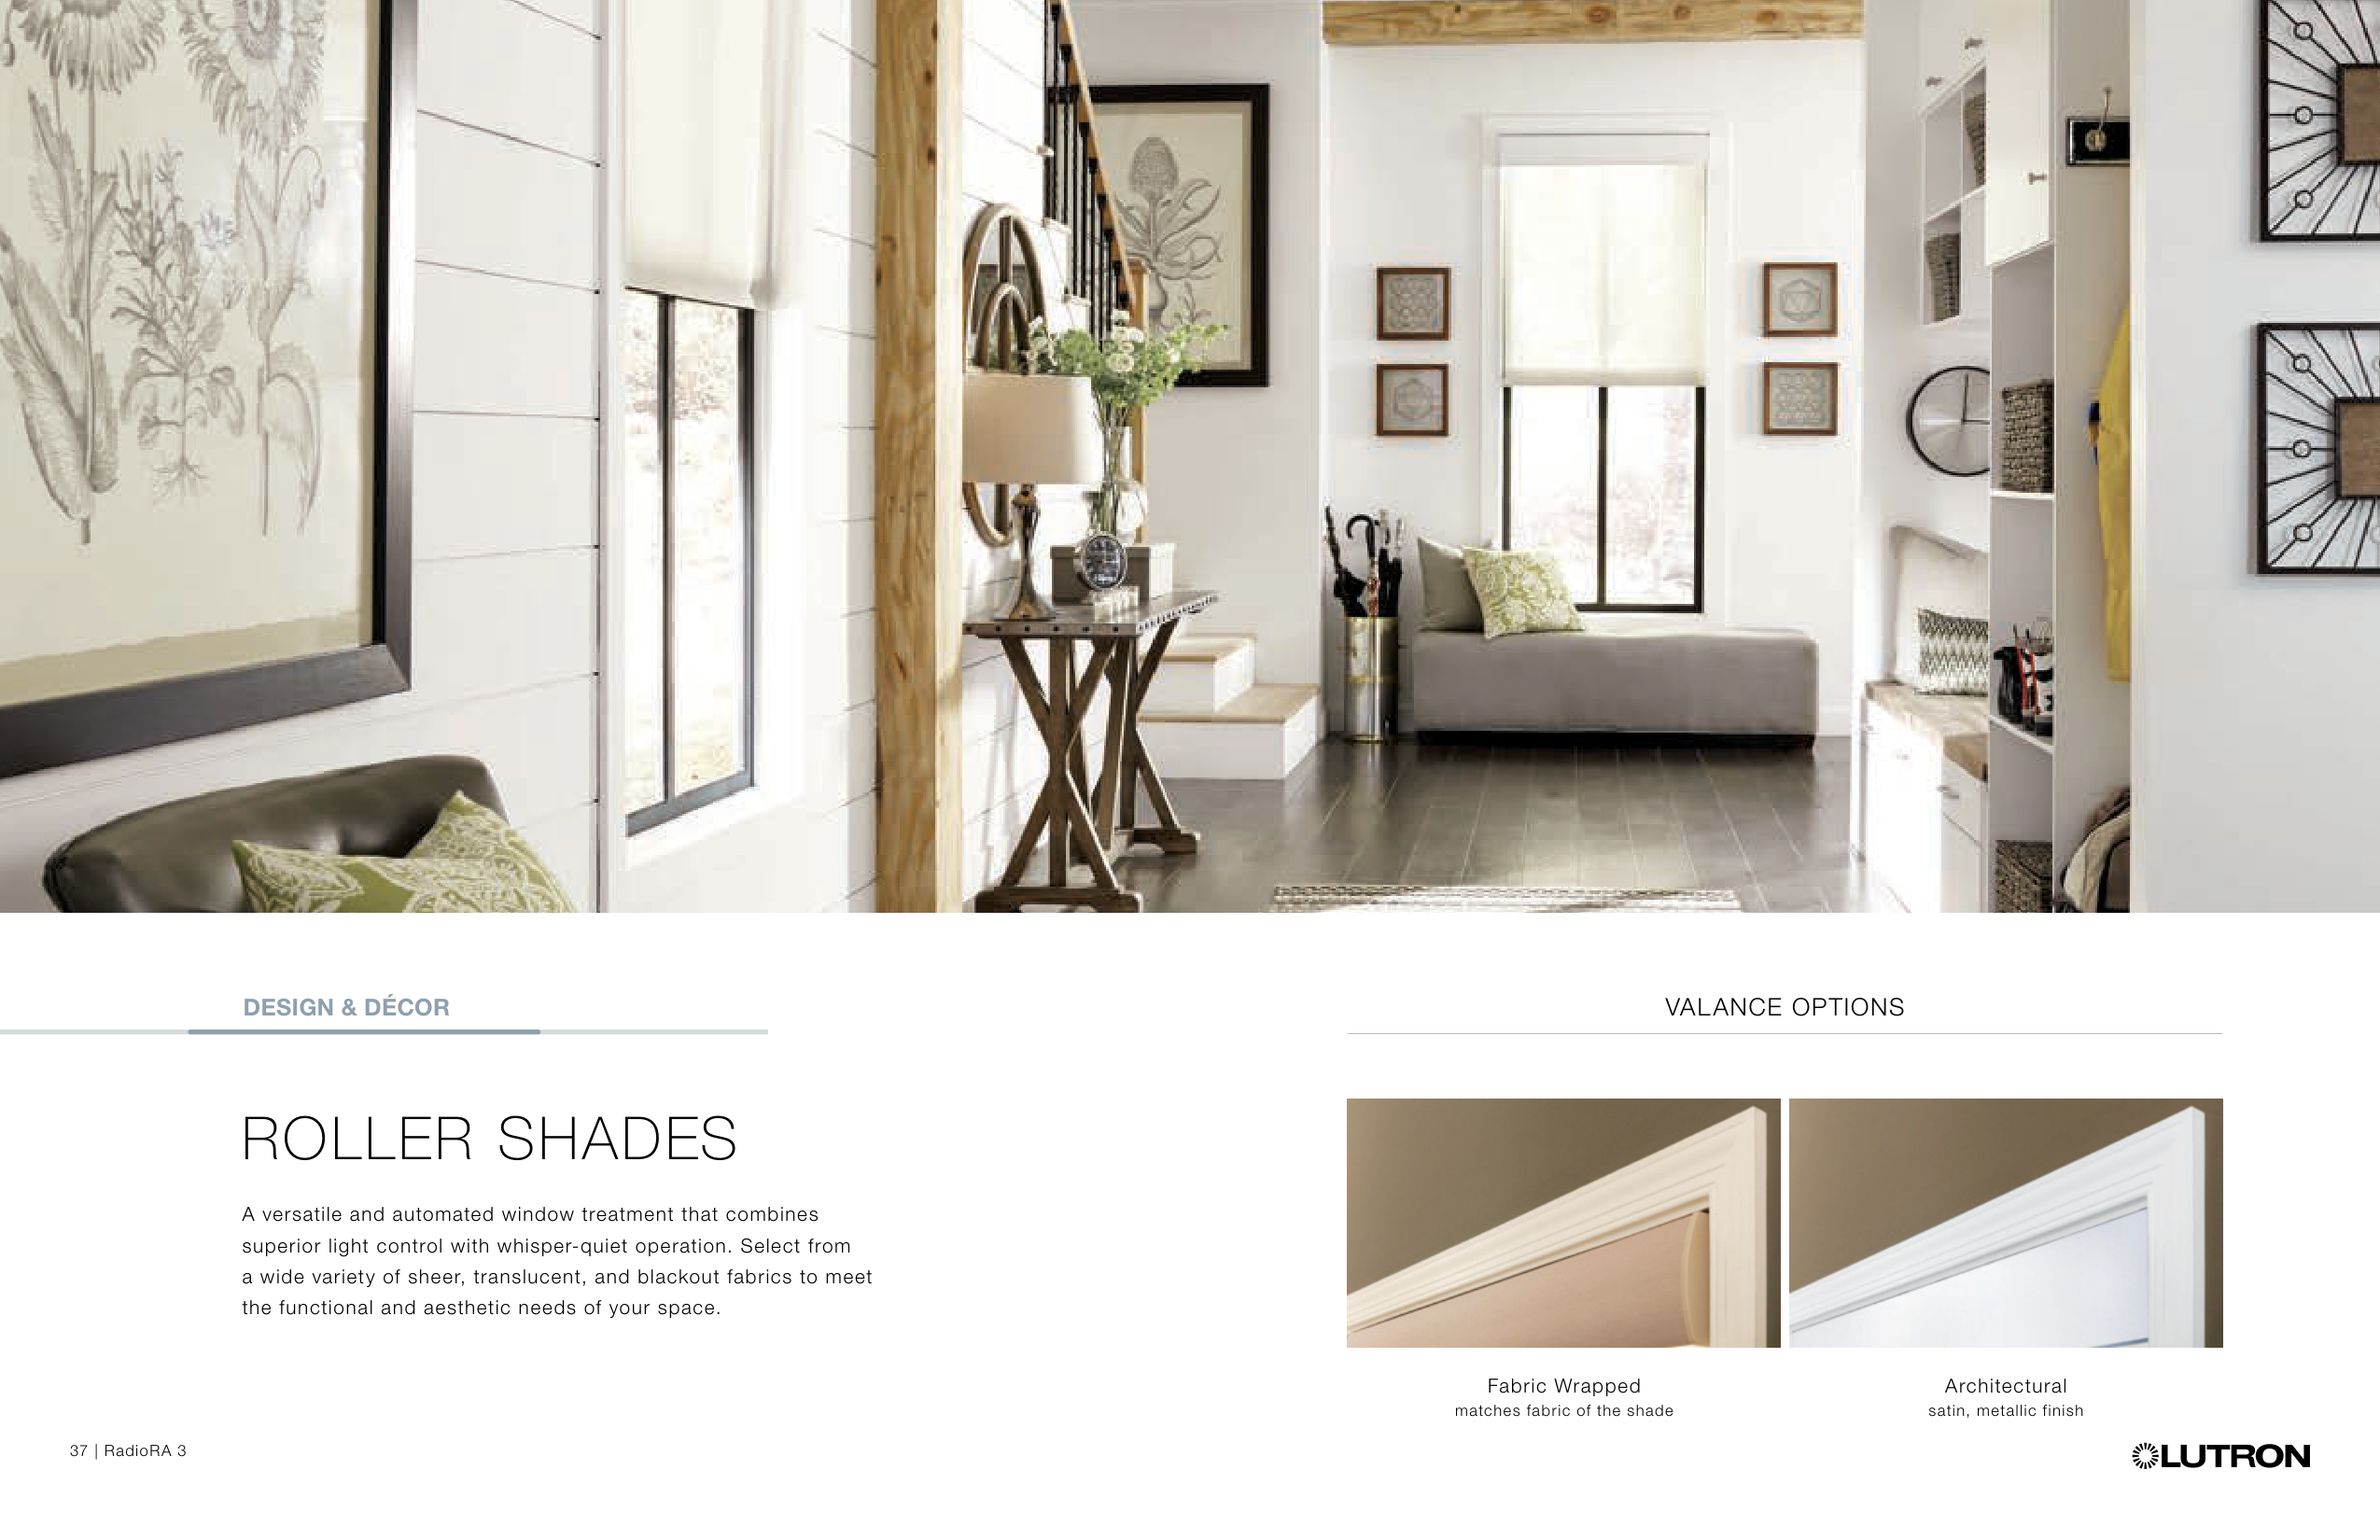 DESIGN & DÉCOR
ROLLER SHADES
A versatile and automated window treatment that combines
superior light control with whisper-quiet operation. Select from
a wide variety of sheer, translucent, and blackout fabrics to meet
the functional and aesthetic needs of your space.
VALANCE OPTIONS
Fabric Wrapped
matches fabric of the shade
Architectural
satin, metallic finish
37 | RadioRA 3
LUTRON